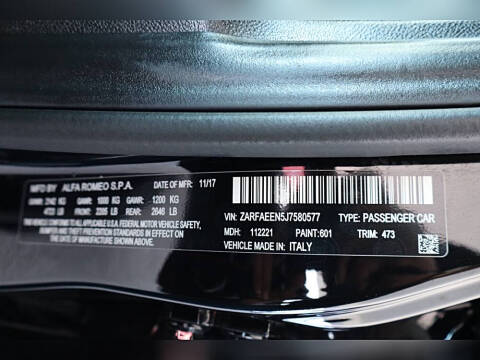 MFD BY ALFA ROMEO S.P.A. DATE OF MFR: 11/17
GVWR: 2142 KG GAWR: 1000 KG GAWR: 1200 KG
4723 LB FRONT: 2205 LB REAR: 2646 LB
THIS VEHICLE CONFORMS TO ALL APPLICABLE
U.S.A. FEDERAL MOTOR VEHICLE SAFETY,
BUMPER AND THEFT PREVENTION
STANDARDS IN EFFECT ON THE DATE OF
MANUFACTURE SHOWN ABOVE.
VIN: ZARFAEEN5J7580577 TYPE: PASSENGER CAR
MDH: 112221 PAINT:601 TRIM: 473
VEHICLE MADE IN: ITALY